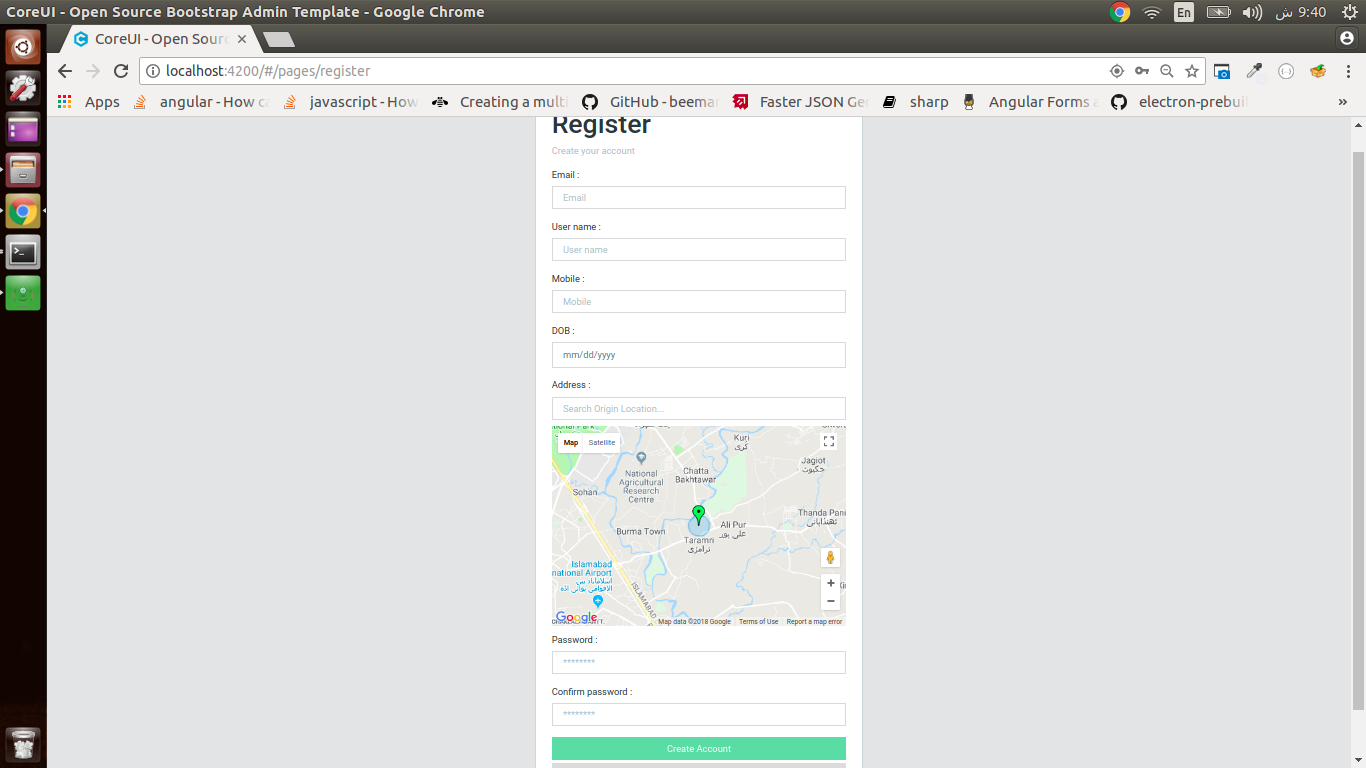 CoreUI - Open Source Bootstrap Admin Template - Google Chrome
En
9:40 ش
CoreUI - Open Sour
localhost:4200/#/pages/register
Apps
angular - How ca
javascript - How
Creating a multi
GitHub - beemar
Faster JSON Ge
sharp
Angular Forms a
electron-prebuil
»
Register
Create your account
Email :
Email
User name :
User name
Mobile :
Mobile
DOB :
mm/dd/yyyy
Address :
Search Origin Location...
Map
Satellite
Kuri
کری
Jagiot
جگیوٹ
National
Agricultural
Research
Centre
Chatta
Bakhtawar
Sohan
Thanda Pani
Burma Town
Ali Pur
علی پور
Taramri
ترامڑی
Islamabad
national Airport
اسلام‌آباد بین
الاقوامی ہوائی اڈہ
ISLAMABAD
Google
Map data ©2018 Google
Terms of Use
Report a map error
Password :
********
Confirm password :
********
Create Account